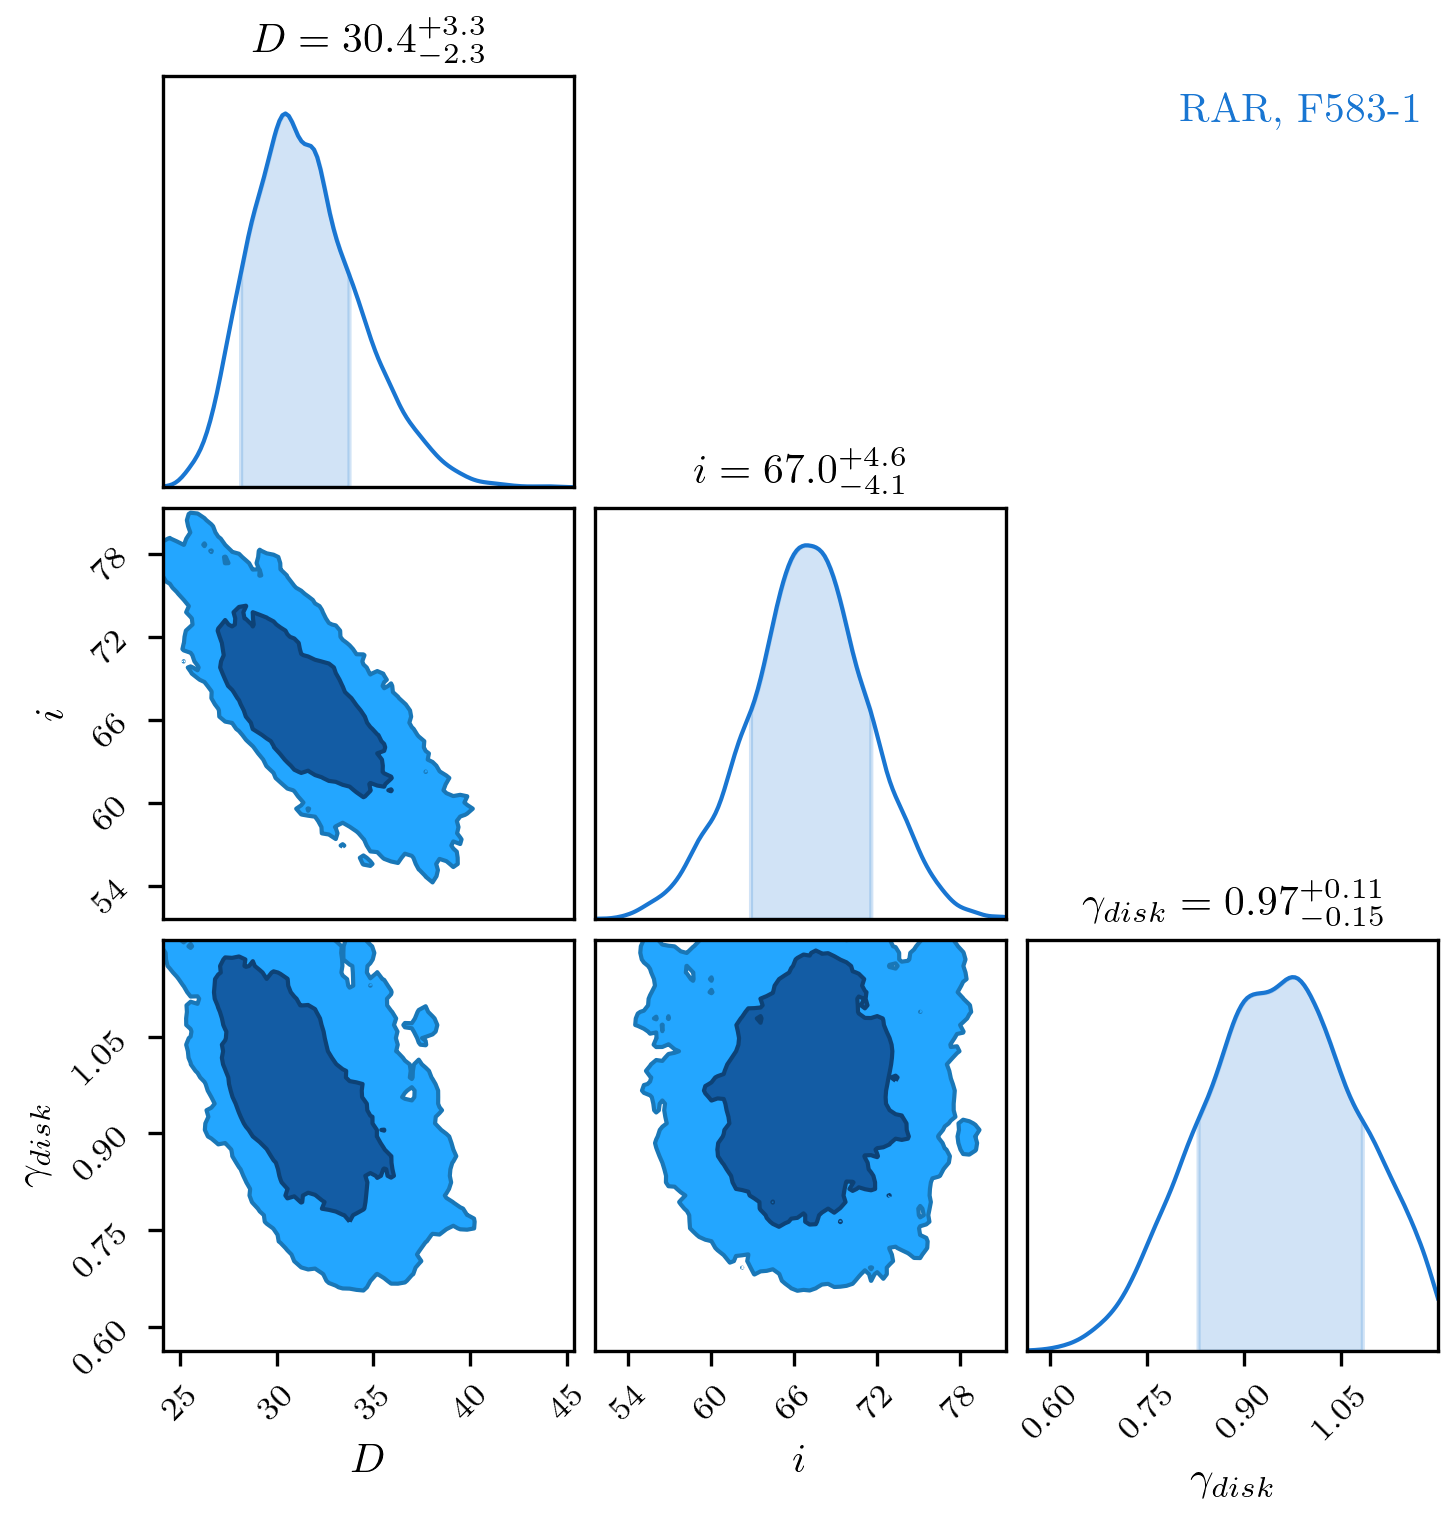 D = 30.4^{+3.3}_{-2.3}
RAR, F583-1
i = 67.0^{+4.6}_{-4.1}
78
72
66
60
54
i
γ_{disk} = 0.97^{+0.11}_{-0.15}
1.05
0.90
0.75
0.60
γ_{disk}
25 30 35 40 45
D
54 60 66 72 78
i
0.60 0.75 0.90 1.05
γ_{disk}